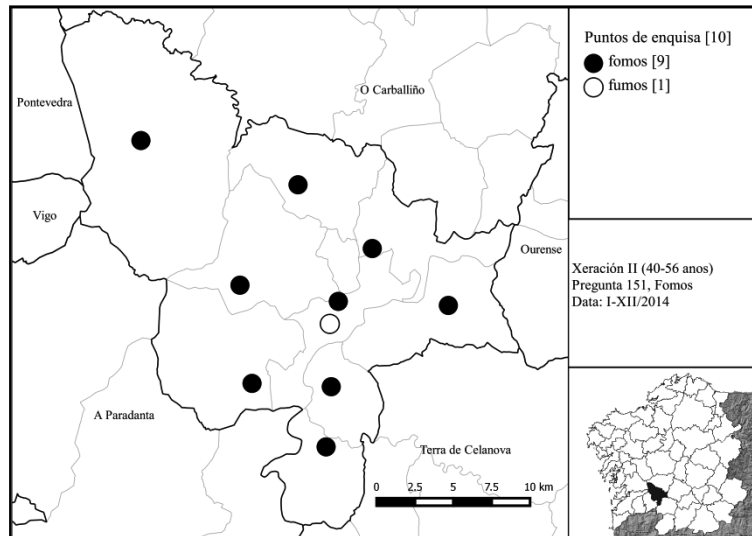 Puntos de enquisa [10]
fomos [9]
fumos [1]
O Carballiño
Pontevedra
Vigo
Ourense
Xeración II (40-56 anos)
Pregunta 151, Fomos
Data: I-XII/2014
A Paradanta
Terra de Celanova
0 2,5 5 7,5 10 km